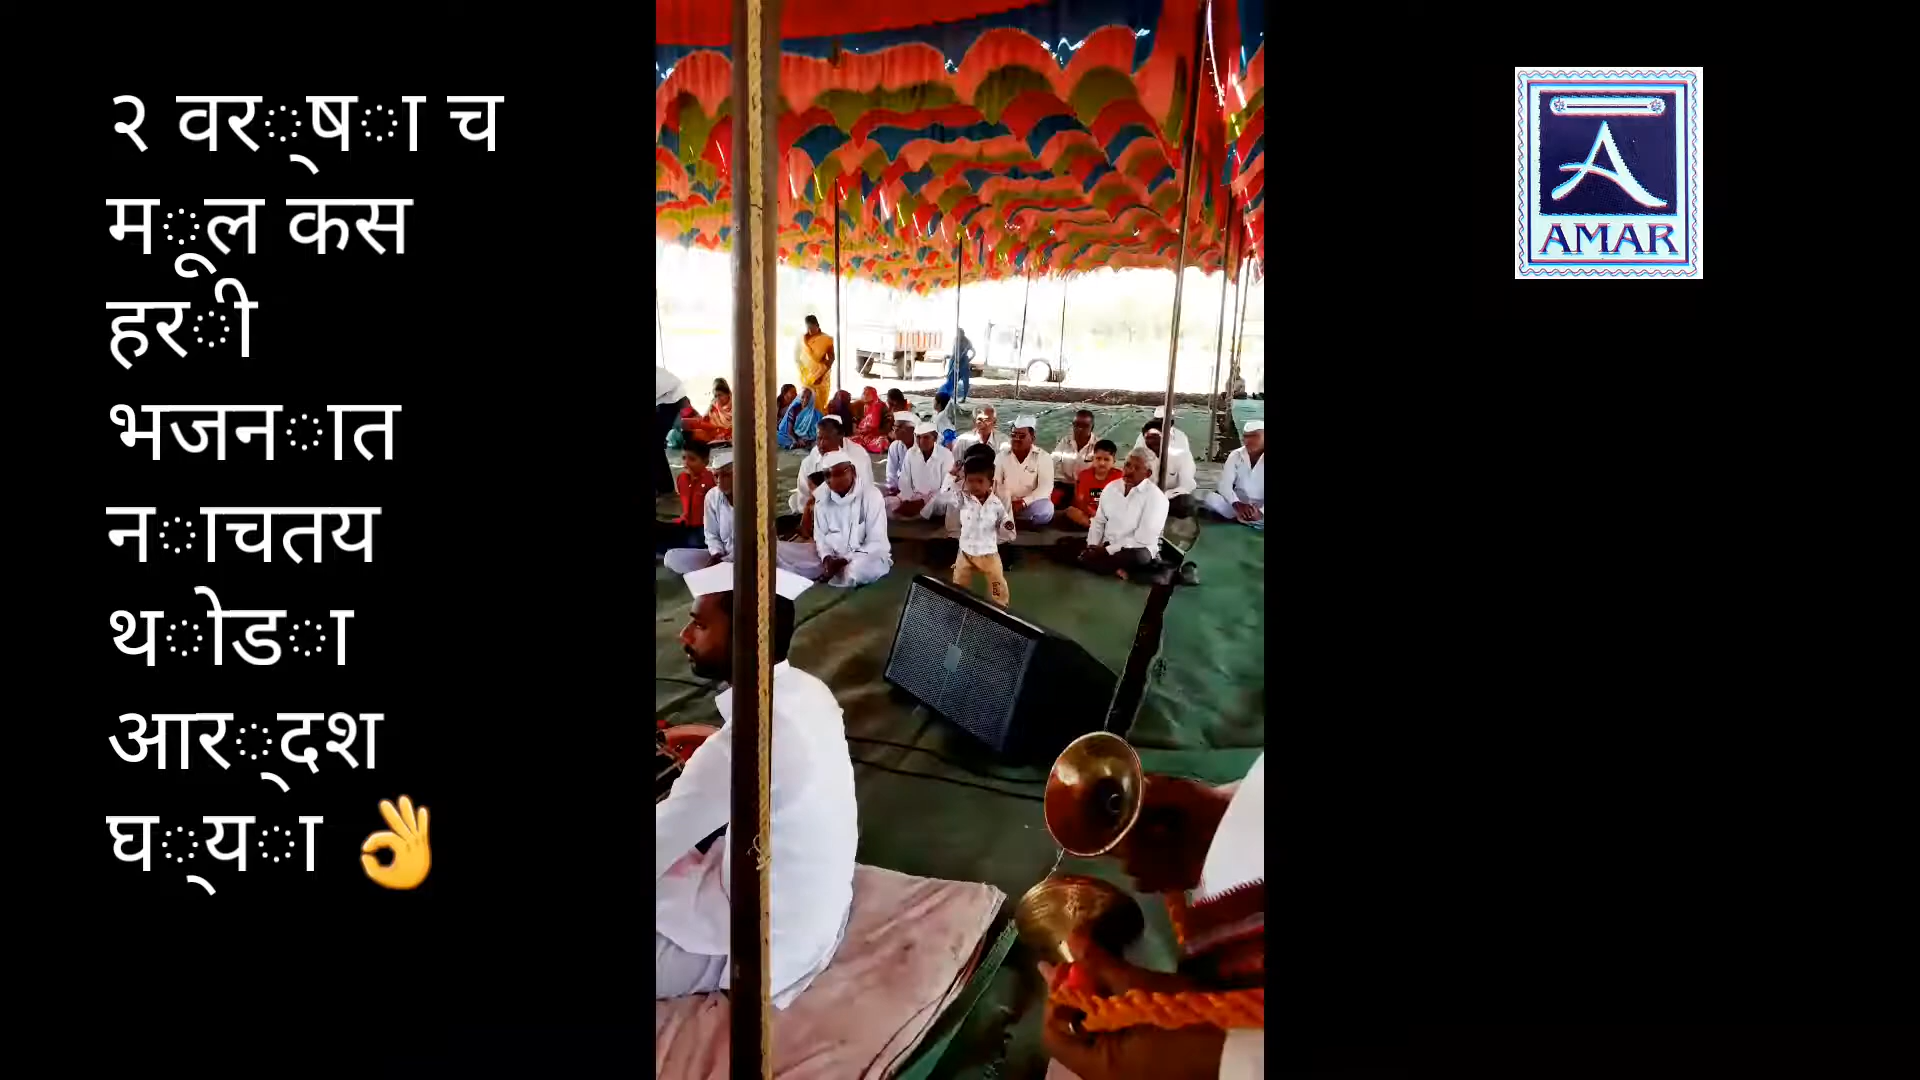 २ वर्षा च
मूल कस
हरी
भजनात
नाचतय
थोडा
आर्दश
घ्या 👌
A
AMAR